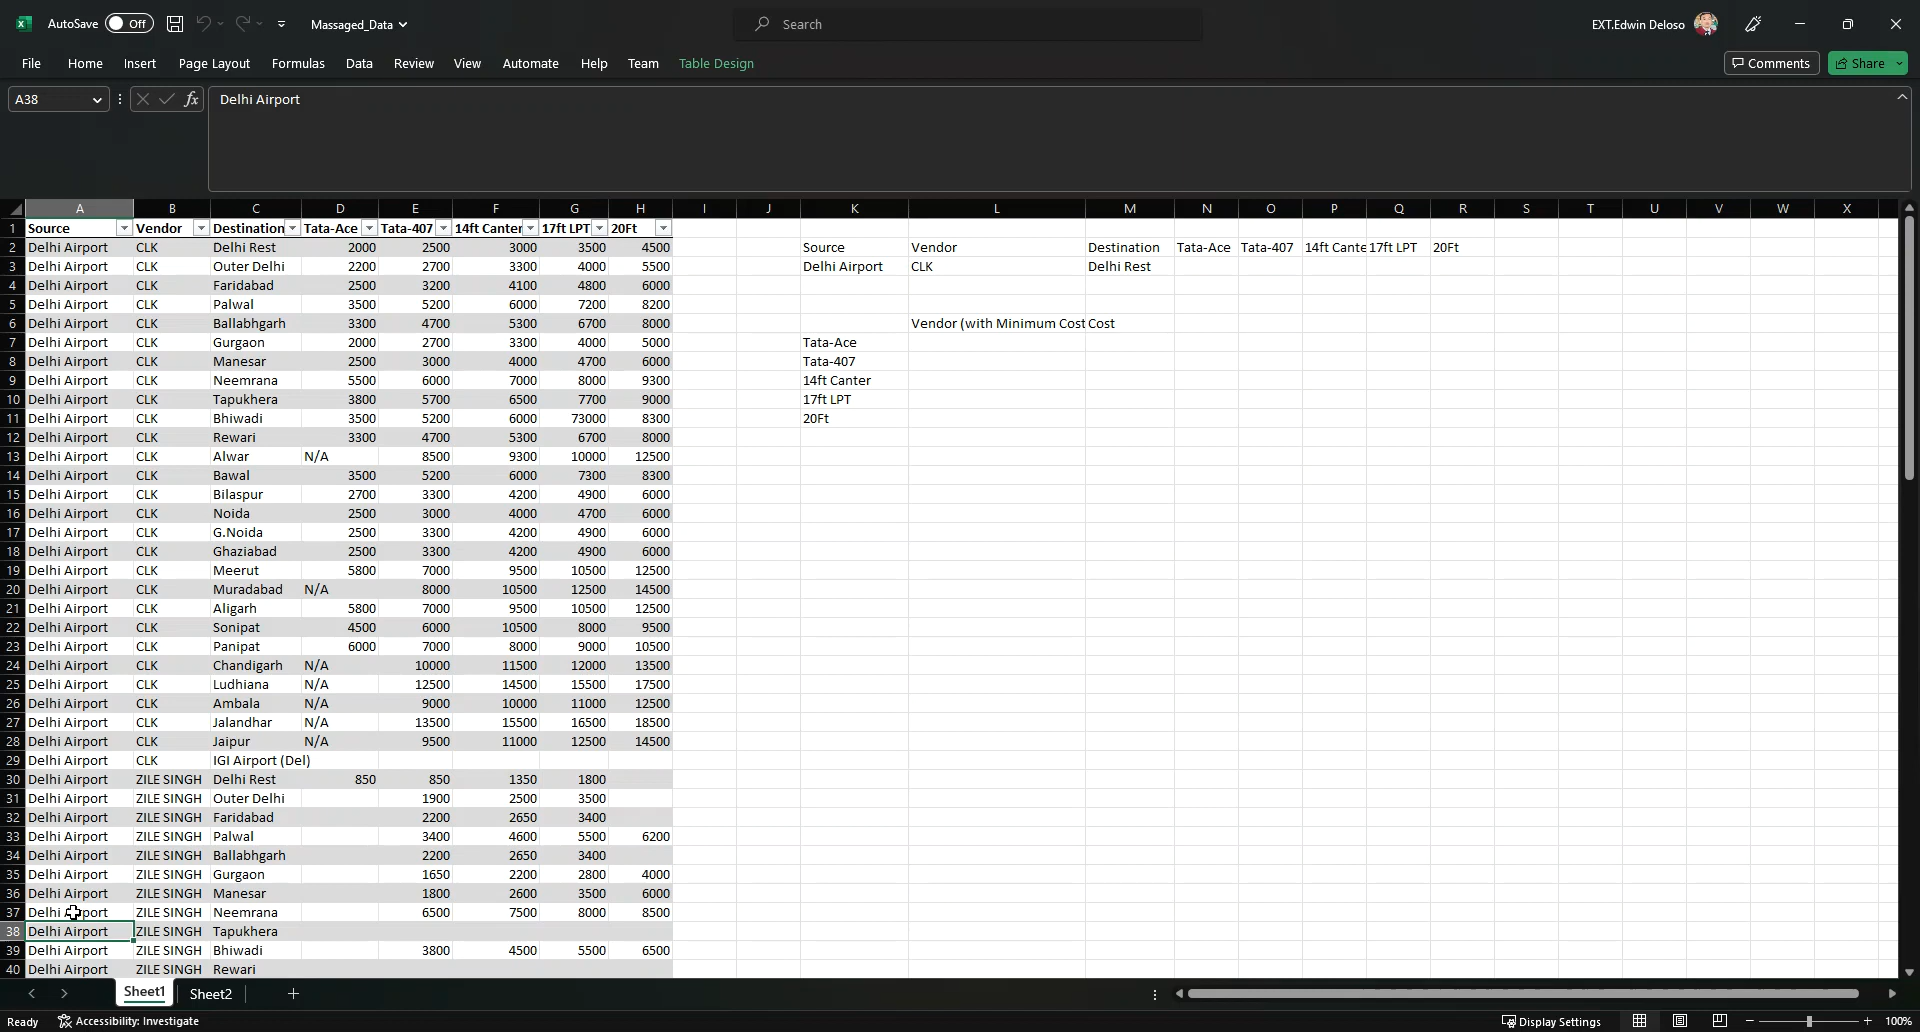 AutoSave Off Massaged_Data Search EXT.Edwin Deloso
File Home Insert Page Layout Formulas Data Review View Automate Help Team Table Design Comments Share
A38 fx Delhi Airport
A B C D E F G H I J K L M N O P Q R S T U V W X
1 Source Vendor Destination Tata-Ace Tata-407 14ft Canter 17ft LPT 20Ft
2 Delhi Airport CLK Delhi Rest 2000 2500 3000 3500 4500 Source Vendor Destination Tata-Ace Tata-407 14ft Cante 17ft LPT 20Ft
3 Delhi Airport CLK Outer Delhi 2200 2700 3300 4000 5500 Delhi Airport CLK Delhi Rest
4 Delhi Airport CLK Faridabad 2500 3200 4100 4800 6000
5 Delhi Airport CLK Palwal 3500 5200 6000 7200 8200
6 Delhi Airport CLK Ballabhgarh 3300 4700 5300 6700 8000 Vendor (with Minimum Cost Cost
7 Delhi Airport CLK Gurgaon 2000 2700 3300 4000 5000 Tata-Ace
8 Delhi Airport CLK Manesar 2500 3000 4000 4700 6000 Tata-407
9 Delhi Airport CLK Neemrana 5500 6000 7000 8000 9300 14ft Canter
10 Delhi Airport CLK Tapukhera 3800 5700 6500 7700 9000 17ft LPT
11 Delhi Airport CLK Bhiwadi 3500 5200 6000 73000 8300 20Ft
12 Delhi Airport CLK Rewari 3300 4700 5300 6700 8000
13 Delhi Airport CLK Alwar N/A 8500 9300 10000 12500
14 Delhi Airport CLK Bawal 3500 5200 6000 7300 8300
15 Delhi Airport CLK Bilaspur 2700 3300 4200 4900 6000
16 Delhi Airport CLK Noida 2500 3000 4000 4700 6000
17 Delhi Airport CLK G.Noida 2500 3300 4200 4900 6000
18 Delhi Airport CLK Ghaziabad 2500 3300 4200 4900 6000
19 Delhi Airport CLK Meerut 5800 7000 9500 10500 12500
20 Delhi Airport CLK Muradabad N/A 8000 10500 12500 14500
21 Delhi Airport CLK Aligarh 5800 7000 9500 10500 12500
22 Delhi Airport CLK Sonipat 4500 6000 10500 8000 9500
23 Delhi Airport CLK Panipat 6000 7000 8000 9000 10500
24 Delhi Airport CLK Chandigarh N/A 10000 11500 12000 13500
25 Delhi Airport CLK Ludhiana N/A 12500 14500 15500 17500
26 Delhi Airport CLK Ambala N/A 9000 10000 11000 12500
27 Delhi Airport CLK Jalandhar N/A 13500 15500 16500 18500
28 Delhi Airport CLK Jaipur N/A 9500 11000 12500 14500
29 Delhi Airport CLK IGI Airport (Del)
30 Delhi Airport ZILE SINGH Delhi Rest 850 850 1350 1800
31 Delhi Airport ZILE SINGH Outer Delhi 1900 2500 3500
32 Delhi Airport ZILE SINGH Faridabad 2200 2650 3400
33 Delhi Airport ZILE SINGH Palwal 3400 4600 5500 6200
34 Delhi Airport ZILE SINGH Ballabhgarh 2200 2650 3400
35 Delhi Airport ZILE SINGH Gurgaon 1650 2200 2800 4000
36 Delhi Airport ZILE SINGH Manesar 1800 2600 3500 6000
37 Delhi Airport ZILE SINGH Neemrana 6500 7500 8000 8500
38 Delhi Airport ZILE SINGH Tapukhera
39 Delhi Airport ZILE SINGH Bhiwadi 3800 4500 5500 6500
40 Delhi Airport ZILE SINGH Rewari
Sheet1 Sheet2
Ready Accessibility: Investigate Display Settings 100%